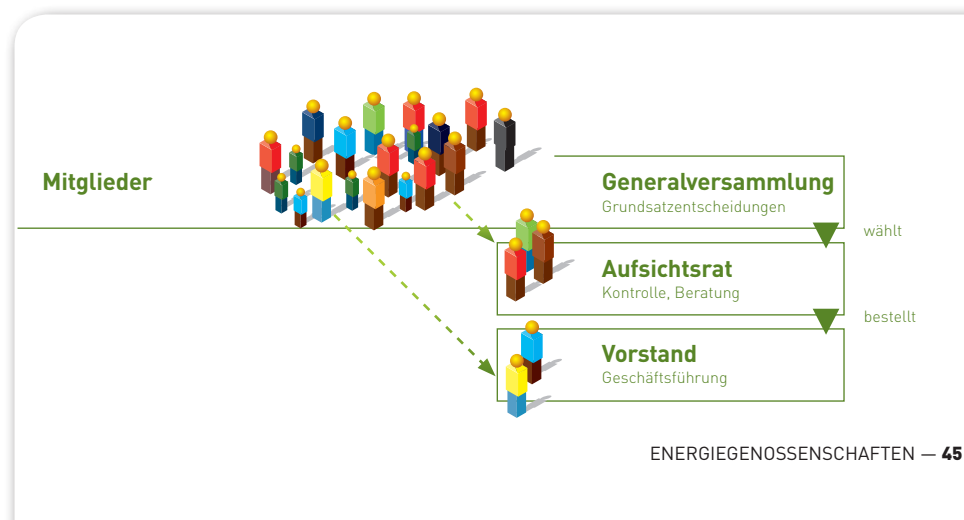 Mitglieder
Generalversammlung
Grundsatzentscheidungen
wählt
Aufsichtsrat
Kontrolle, Beratung
bestellt
Vorstand
Geschäftsführung
ENERGIEGENOSSENSCHAFTEN — 45